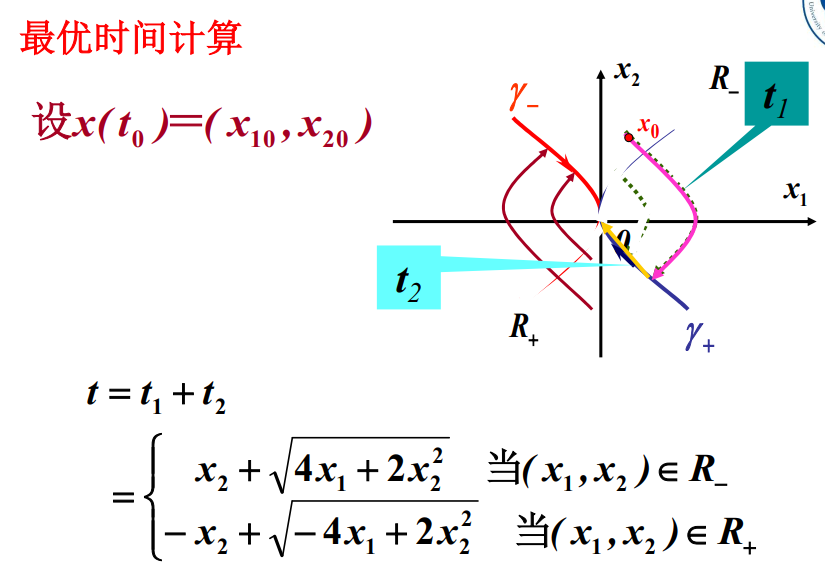 最优时间计算
设x(t₀)=(x₁₀,x₂₀)
x₂
R₋
t₁
γ₋
x₀
x₁
0
t₂
R₊
γ₊
t = t₁ + t₂
= { x₂ + √(4x₁ + 2x₂²) 当(x₁,x₂)∈R₋
−x₂ + √(−4x₁ + 2x₂²) 当(x₁,x₂)∈R₊